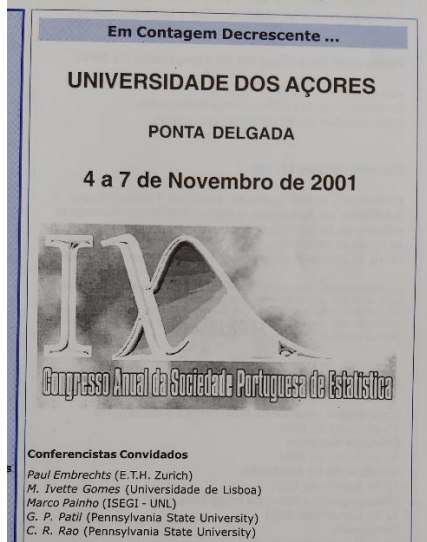 Em Contagem Decrescente ...
UNIVERSIDADE DOS AÇORES
PONTA DELGADA
4 a 7 de Novembro de 2001
IX
Congresso Anual da Sociedade Portuguesa de Estatística
Conferencistas Convidados
Paul Embrechts (E.T.H. Zurich)
M. Ivette Gomes (Universidade de Lisboa)
Marco Painho (ISEGI - UNL)
G. P. Patil (Pennsylvania State University)
C. R. Rao (Pennsylvania State University)